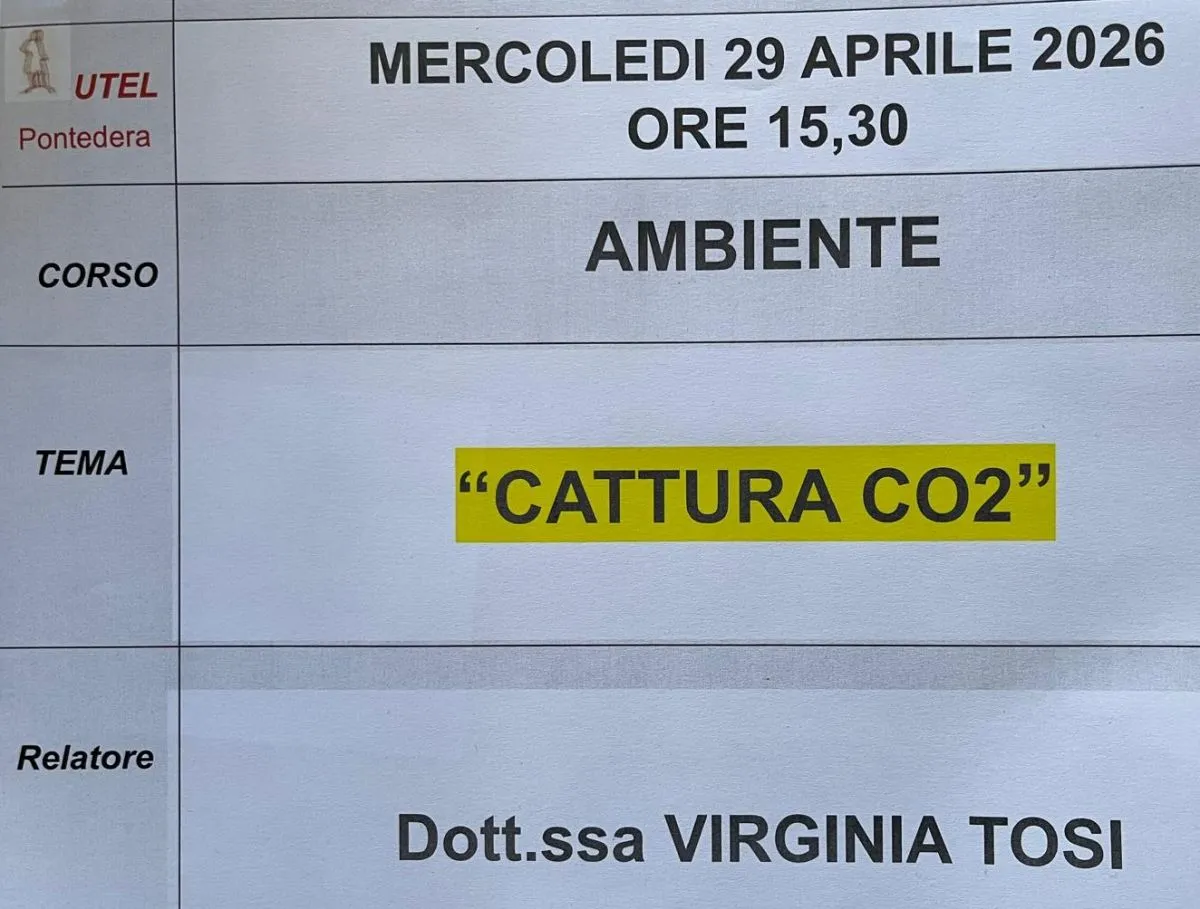 UTEL
Pontedera
MERCOLEDI 29 APRILE 2026
ORE 15,30
CORSO
AMBIENTE
TEMA
“CATTURA CO2”
Relatore
Dott.ssa VIRGINIA TOSI